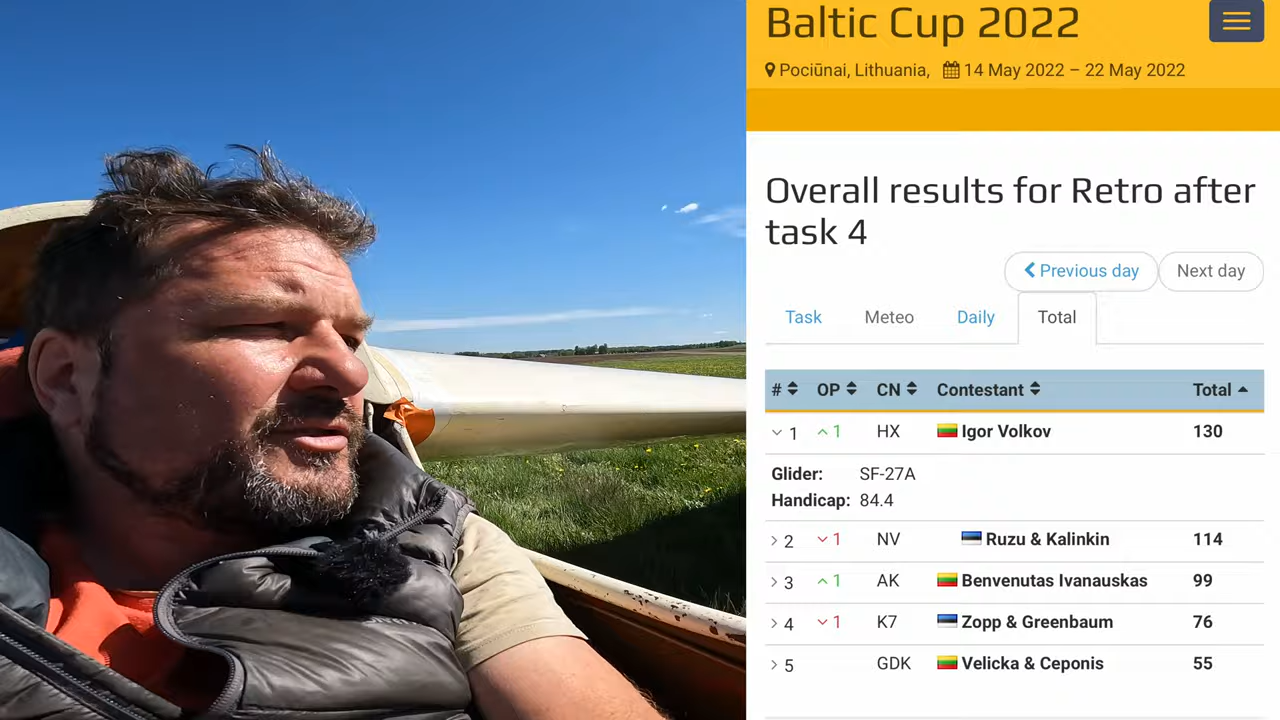 Baltic Cup 2022
Pociūnai, Lithuania, 14 May 2022 – 22 May 2022
Overall results for Retro after
task 4
Previous day Next day
Task Meteo Daily Total
# OP CN Contestant Total
1 1 HX Igor Volkov 130
Glider: SF-27A
Handicap: 84.4
2 1 NV Ruzu & Kalinkin 114
3 1 AK Benvenutas Ivanauskas 99
4 1 K7 Zopp & Greenbaum 76
5 GDK Velicka & Ceponis 55